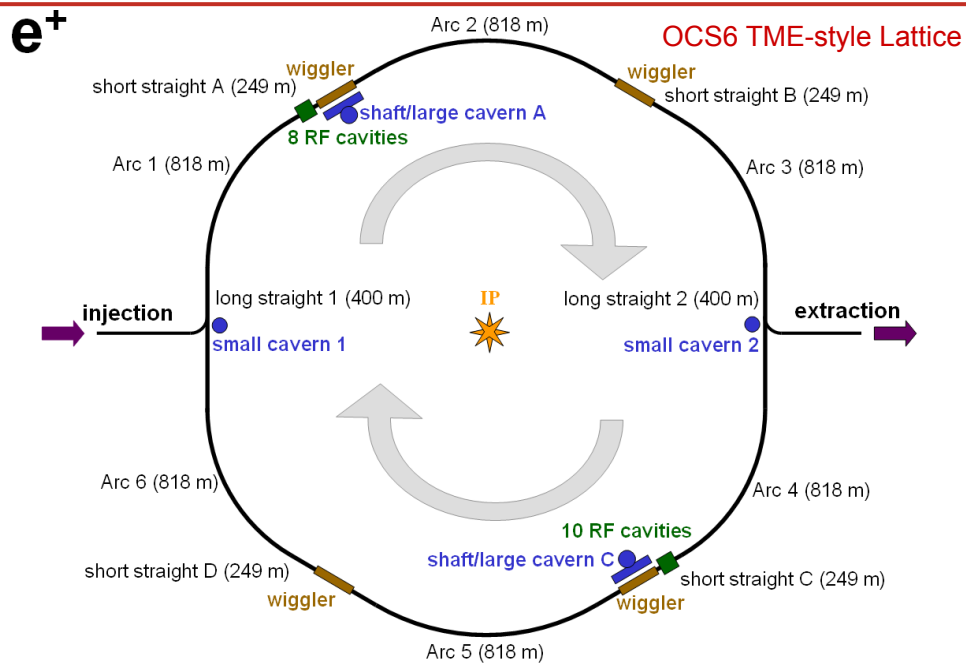 e+
OCS6 TME-style Lattice
Arc 2 (818 m)
wiggler
wiggler
short straight A (249 m)
short straight B (249 m)
shaft/large cavern A
8 RF cavities
Arc 1 (818 m)
Arc 3 (818 m)
long straight 1 (400 m)
IP
long straight 2 (400 m)
injection
extraction
small cavern 1
small cavern 2
Arc 6 (818 m)
Arc 4 (818 m)
10 RF cavities
shaft/large cavern C
short straight D (249 m)
short straight C (249 m)
wiggler
wiggler
Arc 5 (818 m)